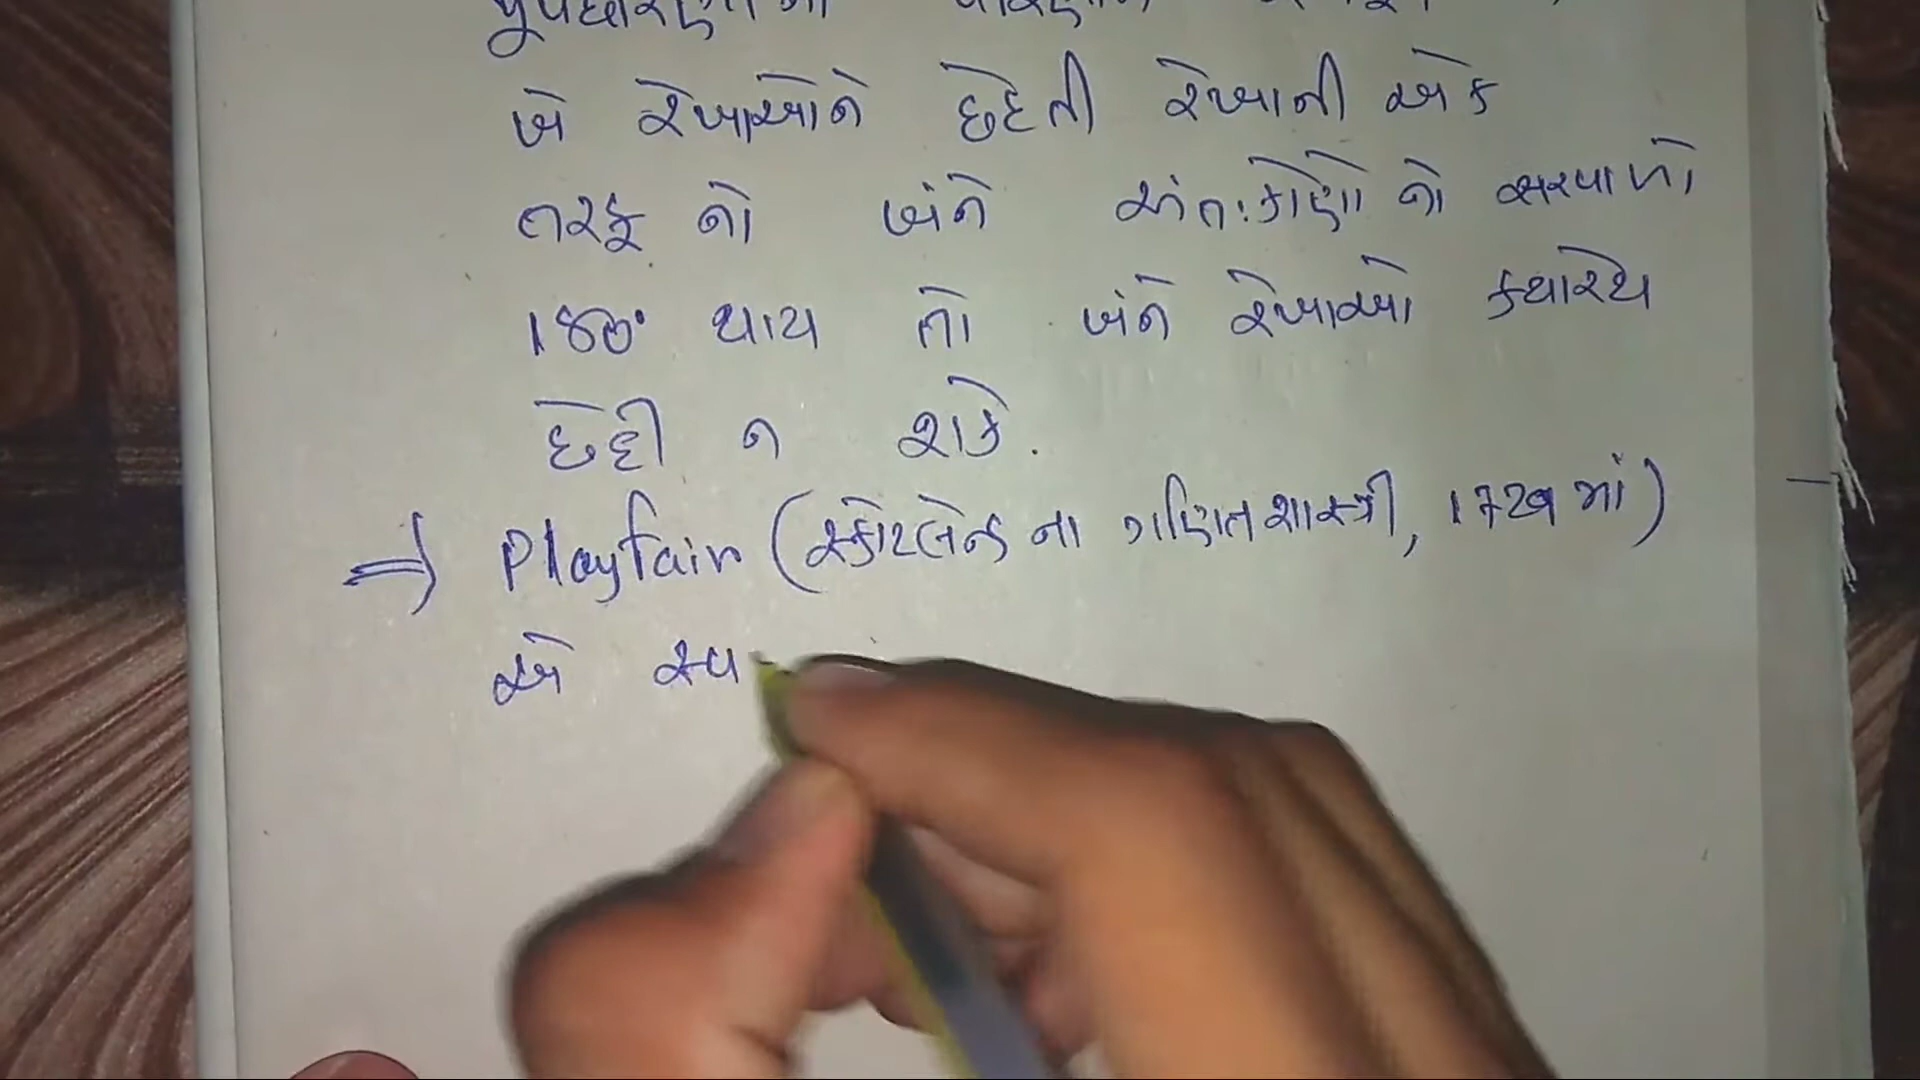 બે રેખાઓને છેદતી રેખાની એક
તરફ નો બંને અંતઃકોણો નો સરવાળો
180° થાય તો બંને રેખાઓ ક્યારેય
છેદી ન શકે.
⇒ Playfair (સ્કોટલેન્ડ ના ગણિતશાસ્ત્રી, 1729 માં)
એ સ્વ